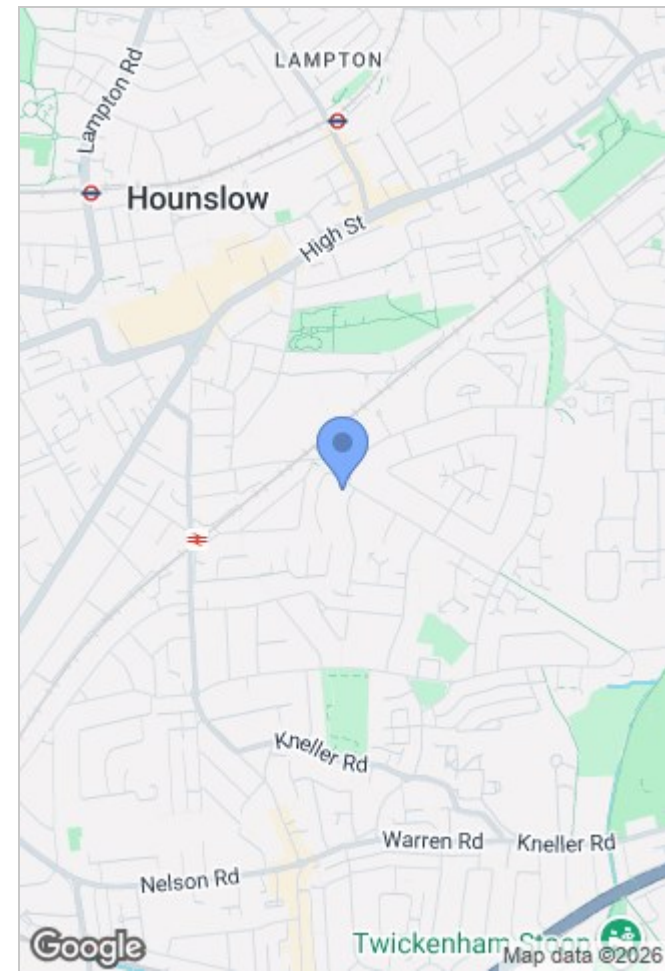 LAMPTON
Lampton Rd
Hounslow
High St
Kneller Rd
Warren Rd
Kneller Rd
Nelson Rd
Twickenham Stoop
Google
Map data ©2026